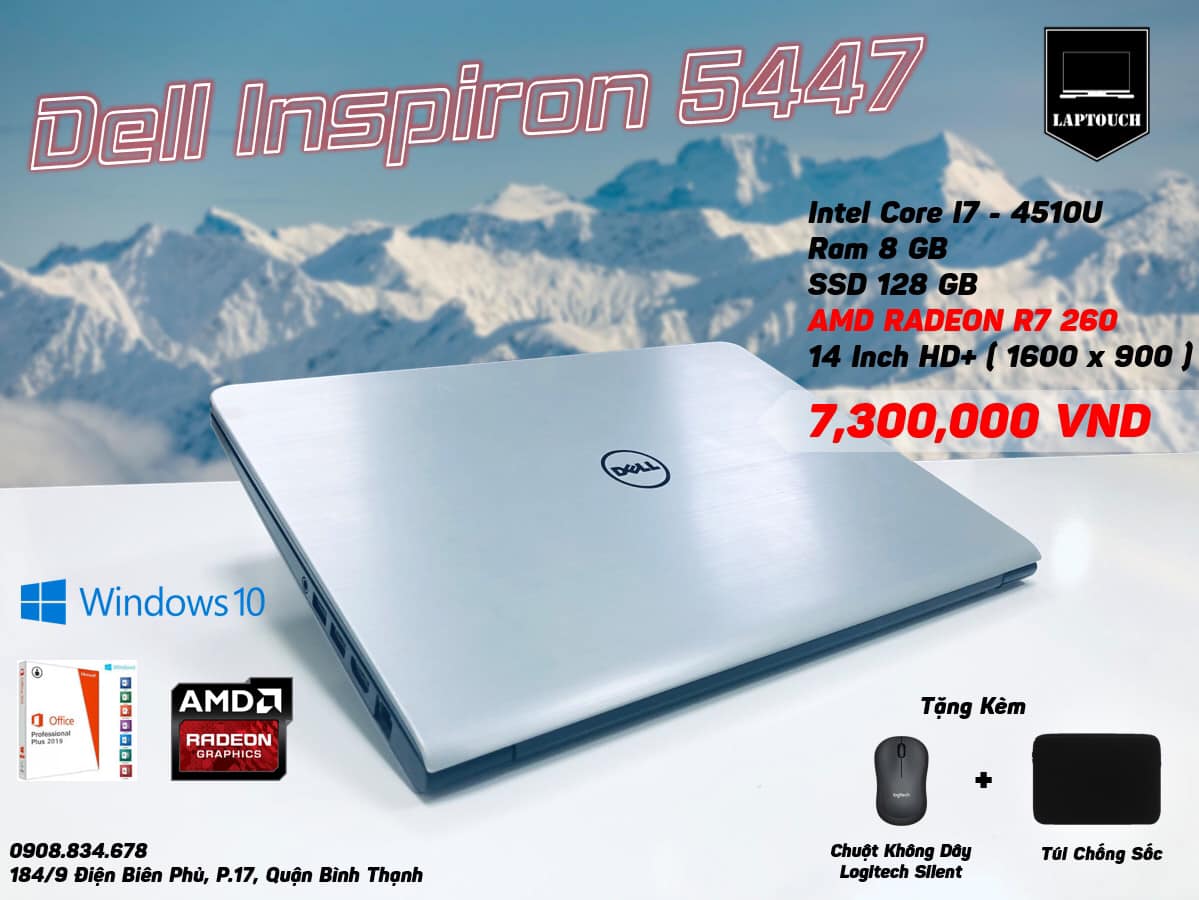 Dell Inspiron 5447
LAPTOUCH
Intel Core I7 - 4510U
Ram 8 GB
SSD 128 GB
AMD RADEON R7 260
14 Inch HD+ ( 1600 x 900 )
7,300,000 VND
DELL
Windows 10
Office
Professional
Plus 2019
AMD
RADEON
GRAPHICS
Tặng Kèm
logitech
+
Chuột Không Dây
Logitech Silent
Túi Chống Sốc
0908.834.678
184/9 Điện Biên Phủ, P.17, Quận Bình Thạnh